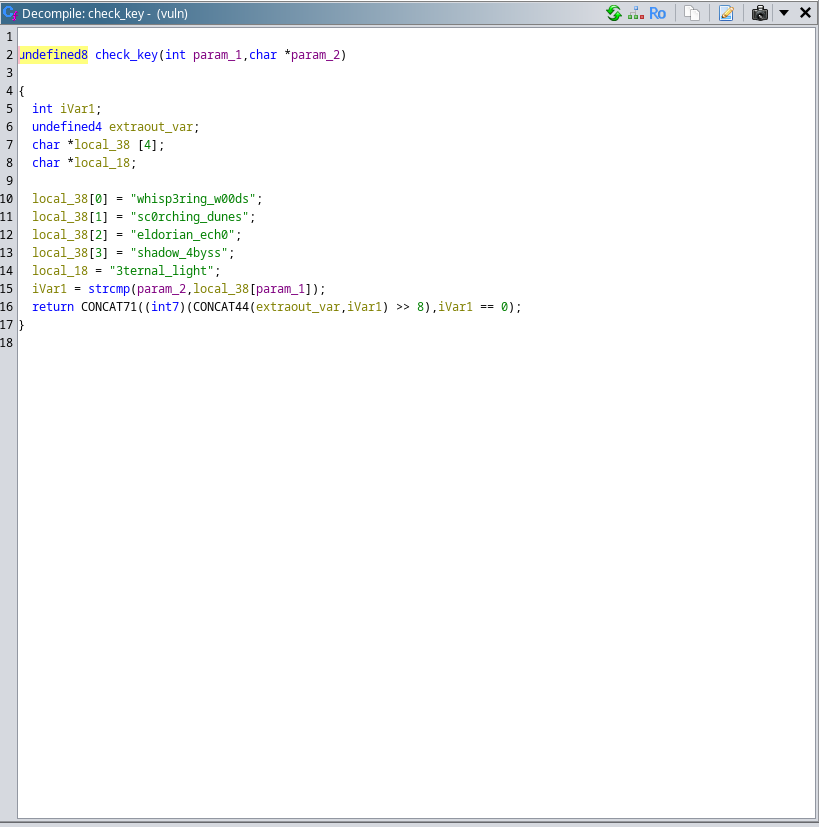 Decompile: check_key - (vuln)
Ro
1
2 undefined8 check_key(int param_1,char *param_2)
3
4 {
5 int iVar1;
6 undefined4 extraout_var;
7 char *local_38 [4];
8 char *local_18;
9
10 local_38[0] = "whisp3ring_w00ds";
11 local_38[1] = "sc0rching_dunes";
12 local_38[2] = "eldorian_ech0";
13 local_38[3] = "shadow_4byss";
14 local_18 = "3ternal_light";
15 iVar1 = strcmp(param_2,local_38[param_1]);
16 return CONCAT71((int7)(CONCAT44(extraout_var,iVar1) >> 8),iVar1 == 0);
17 }
18